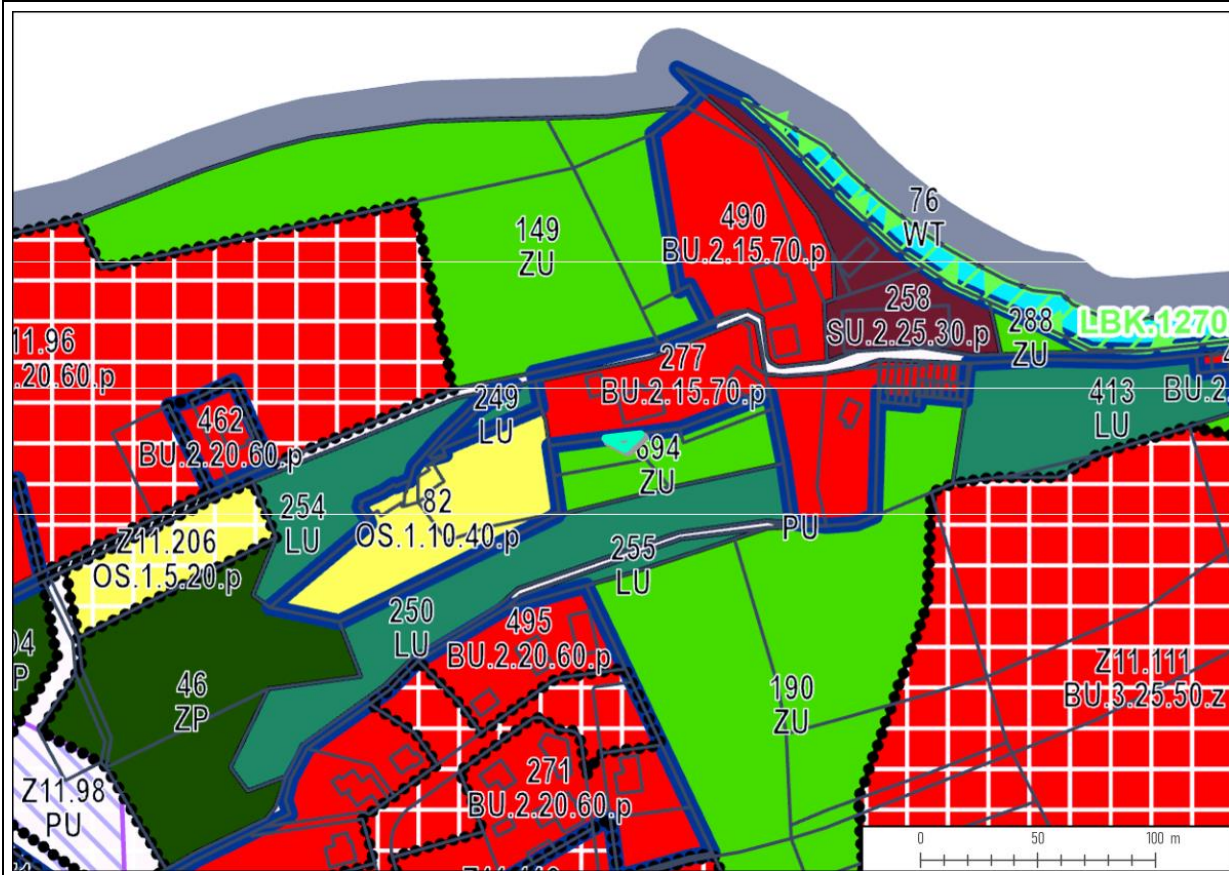 76
WT
149
ZU
490
BU.2.15.70.p
258
SU.2.25.30.p
288
ZU
LBK.1270
11.96
.20.60.p
277
BU.2.15.70.p
249
LU
413
LU
BU.2.
462
BU.2.20.60.p
694
ZU
254
LU
82
OS.1.10.40.p
Z11.206
OS.1.5.20.p
PU
255
LU
250
LU
495
BU.2.20.60.p
04
P
46
ZP
190
ZU
Z11.111
BU.3.25.50.z
Z11.98
PU
271
BU.2.20.60.p
0 50 100 m